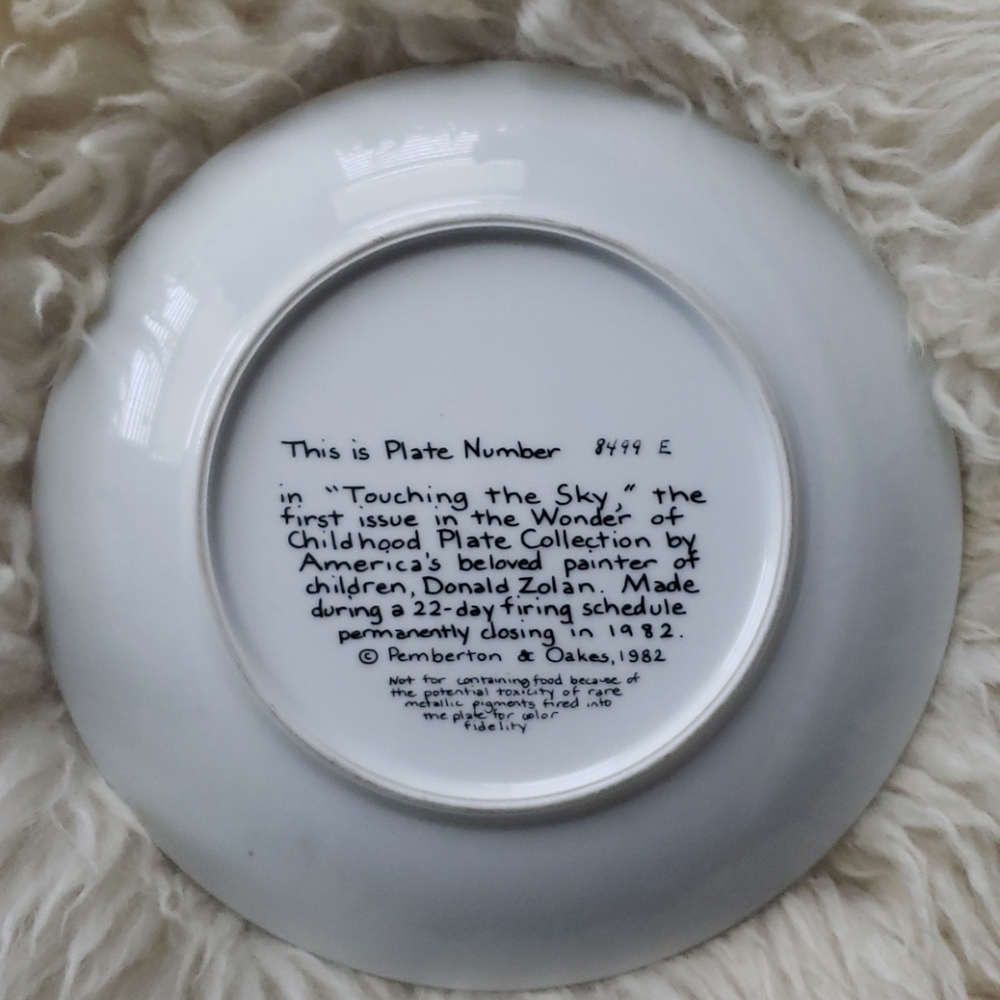 This is Plate Number 8499 E
in "Touching the Sky," the
first issue in the Wonder of
Childhood Plate Collection by
America's beloved painter of
children, Donald Zolan. Made
during a 22-day firing schedule
permanently closing in 1982.
© Pemberton & Oakes, 1982
Not for containing food because of
the potential toxicity of rare
metallic pigments fired into
the plate for color
fidelity